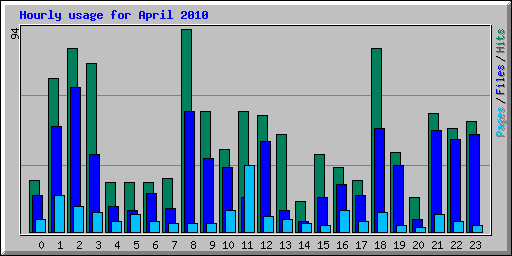 Hourly usage for April 2010
94
Pages / Files / Hits
0 1 2 3 4 5 6 7 8 9 10 11 12 13 14 15 16 17 18 19 20 21 22 23